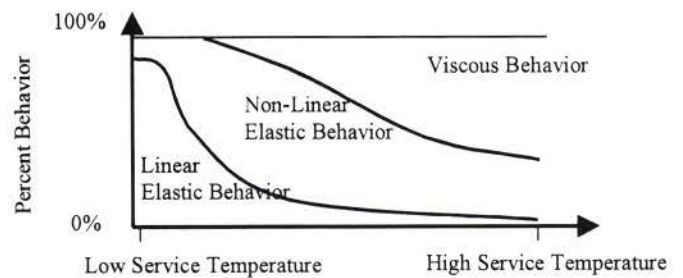 100%
Viscous Behavior
Non-Linear
Elastic Behavior
Linear
Elastic Behavior
Percent Behavior
0%
Low Service Temperature
High Service Temperature